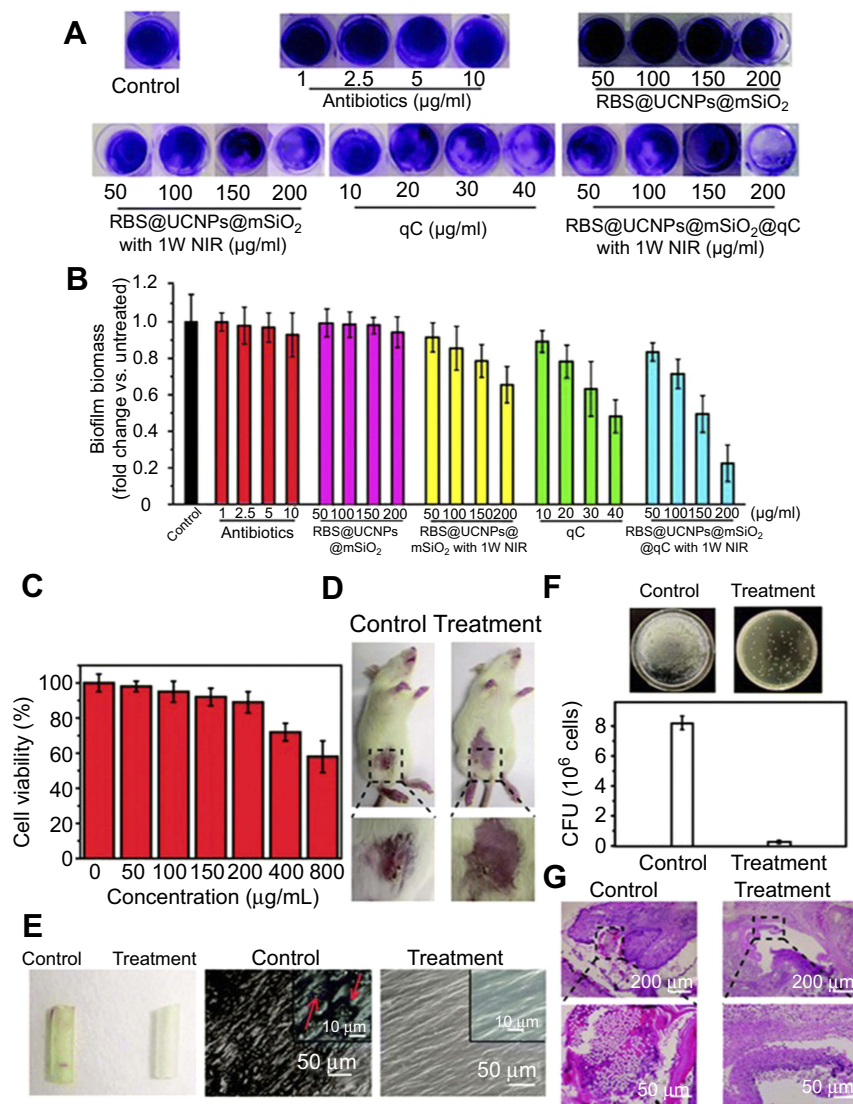 A
Control
1 2.5 5 10
Antibiotics (µg/ml)
50 100 150 200
RBS@UCNPs@mSiO₂
50 100 150 200
RBS@UCNPs@mSiO₂
with 1W NIR (µg/ml)
10 20 30 40
qC (µg/ml)
50 100 150 200
RBS@UCNPs@mSiO₂@qC
with 1W NIR (µg/ml)
B
Biofilm biomass
(fold change vs. untreated)
1.2
1.0
0.8
0.6
0.4
0.2
0
Control
1 2.5 5 10
Antibiotics
50 100 150 200
RBS@UCNPs
@mSiO₂
50 100 150 200
RBS@UCNPs@
mSiO₂ with 1W NIR
10 20 30 40
qC
50 100 150 200 (µg/ml)
RBS@UCNPs@mSiO₂
@qC with 1W NIR
C
Cell viability (%)
100
80
60
40
20
0
0 50 100 150 200 400 800
Concentration (µg/mL)
D
Control Treatment
E
Control Treatment
Control
10 µm
50 µm
Treatment
10 µm
50 µm
F
Control Treatment
CFU (10⁶ cells)
8
6
4
2
0
Control Treatment
G
Control Treatment
200 µm
200 µm
50 µm
50 µm